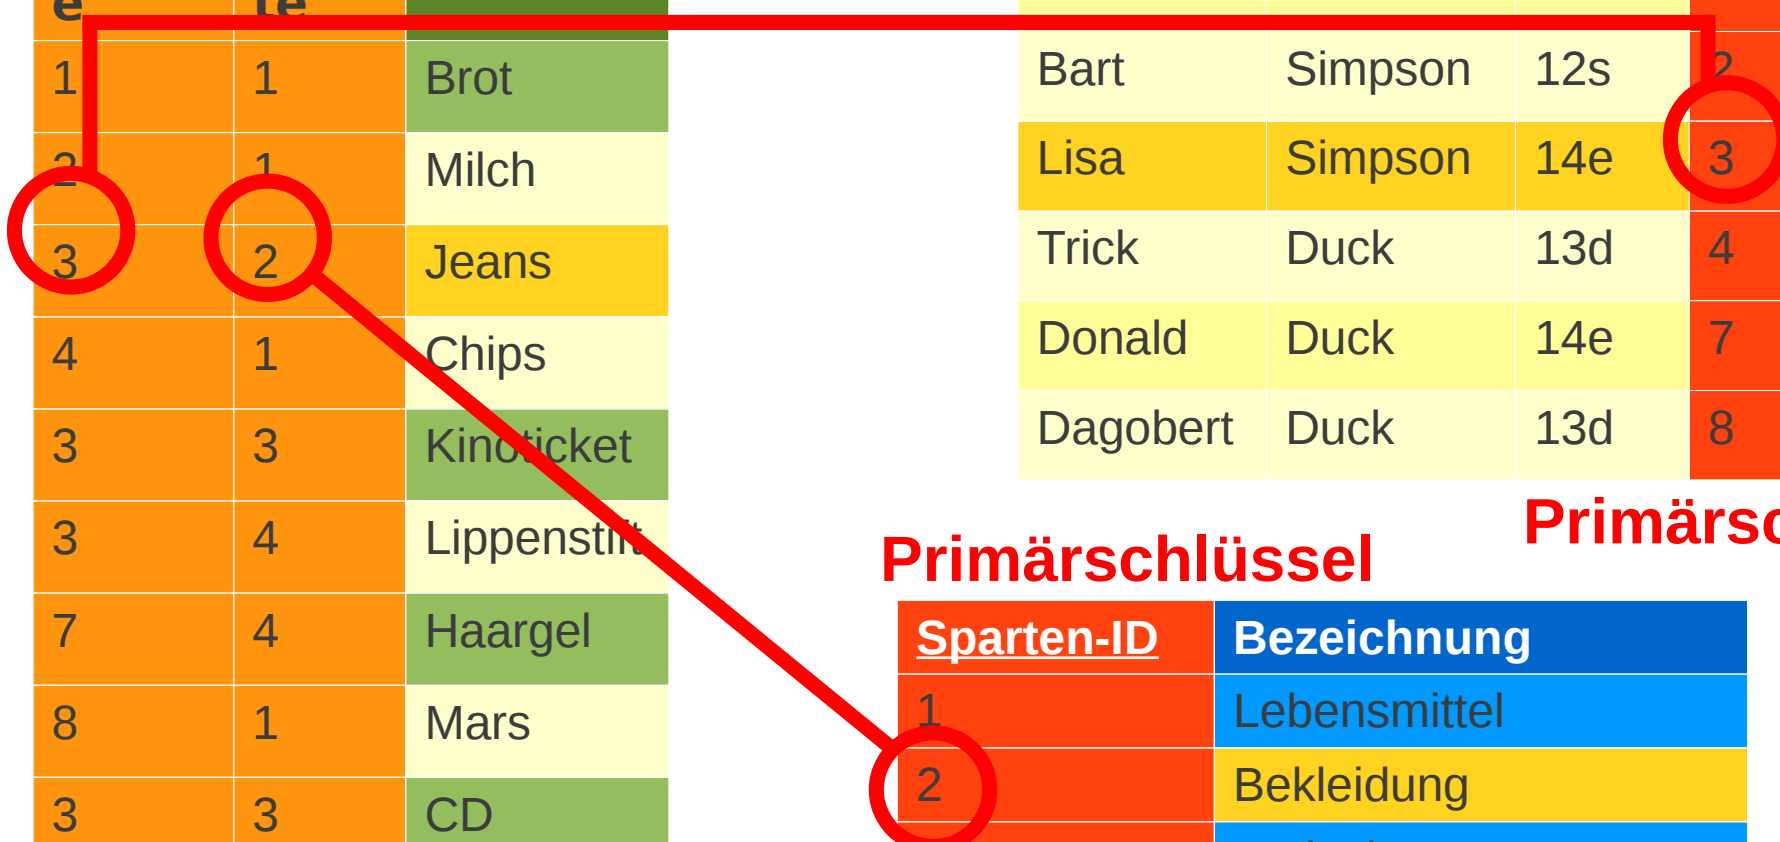 1 1 Brot
2 1 Milch
3 2 Jeans
4 1 Chips
3 3 Kinoticket
3 4 Lippenstift
7 4 Haargel
8 1 Mars
3 3 CD
Bart Simpson 12s 2
Lisa Simpson 14e 3
Trick Duck 13d 4
Donald Duck 14e 7
Dagobert Duck 13d 8
Primärsc
Primärschlüssel
Sparten-ID Bezeichnung
1 Lebensmittel
2 Bekleidung